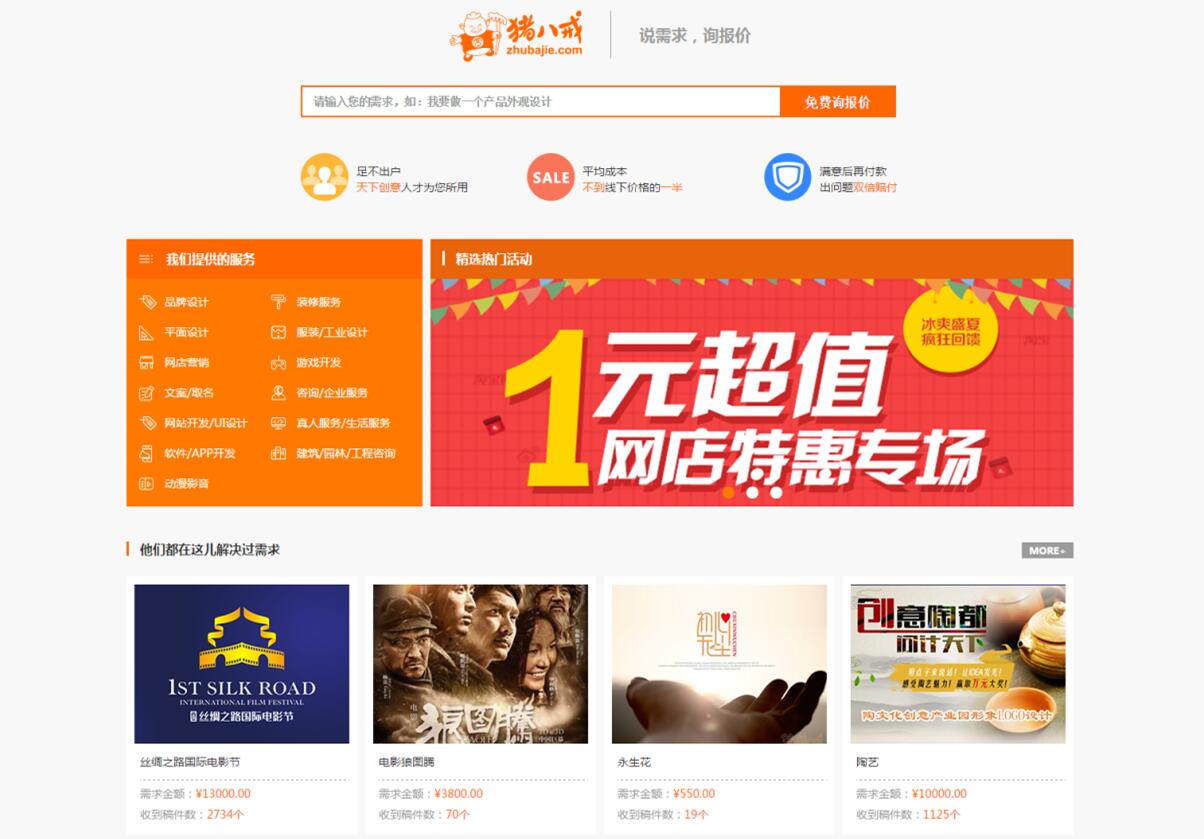 猪八戒
zhubajie.com
说需求，询报价
请输入您的需求，如：我要做一个产品外观设计
免费询报价
足不出户
天下创意人才为您所用
SALE
平均成本
不到线下价格的一半
满意后再付款
出问题双倍赔付
我们提供的服务
品牌设计
装修服务
平面设计
服装/工业设计
网店营销
游戏开发
文案/取名
咨询/企业服务
网站开发/UI设计
真人服务/生活服务
软件/APP开发
建筑/园林/工程咨询
动漫影音
精选热门活动
冰爽盛夏
疯狂回馈
1元超值
网店特惠专场
他们都在这儿解决过需求
MORE+
1ST SILK ROAD
INTERNATIONAL FILM FESTIVAL
丝绸之路国际电影节
电影
狼图腾
初心
永生
创意陶都
设计天下
感受陶艺魅力！赢取万元大奖！
陶文化创意产业园形象LOGO设计
丝绸之路国际电影节
需求金额：¥13000.00
收到稿件数：2734个
电影狼图腾
需求金额：¥3800.00
收到稿件数：70个
永生花
需求金额：¥550.00
收到稿件数：19个
陶艺
需求金额：¥10000.00
收到稿件数：1125个